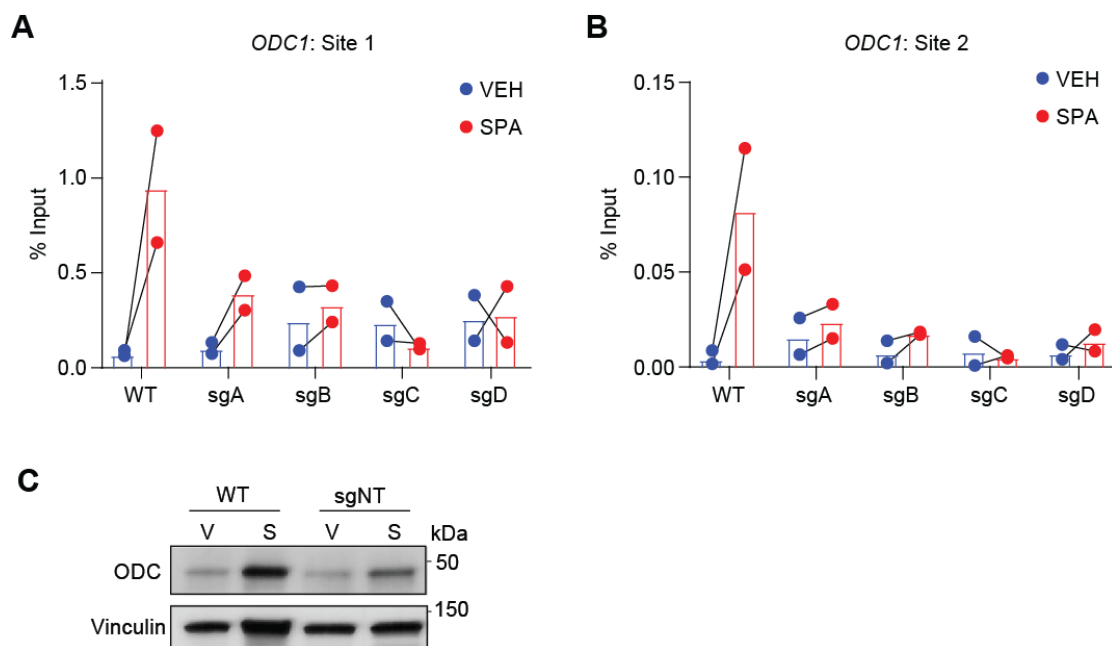 A
ODC1: Site 1
VEH
SPA
% Input
1.5
1.0
0.5
0.0
WT sgA sgB sgC sgD
B
ODC1: Site 2
VEH
SPA
% Input
0.15
0.10
0.05
0.00
WT sgA sgB sgC sgD
C
WT sgNT
V S V S kDa
ODC 50
150
Vinculin